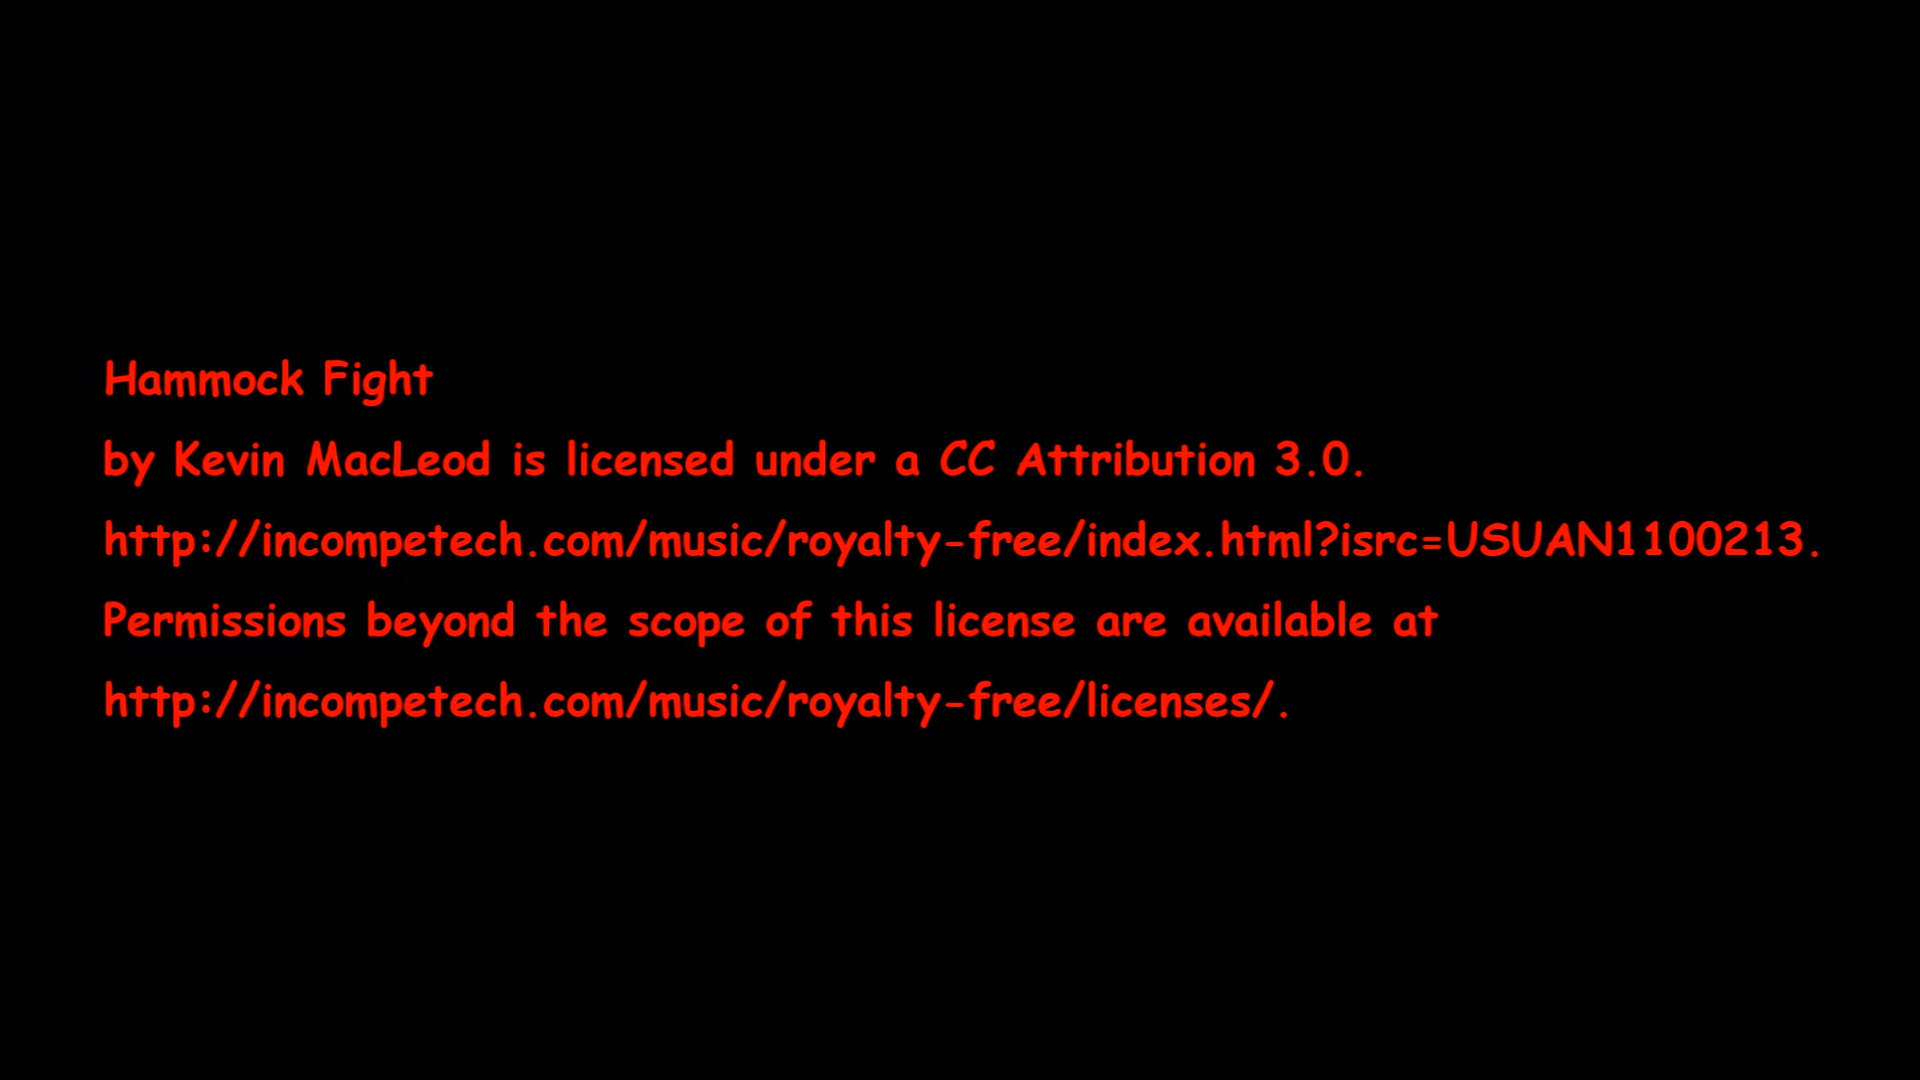 Hammock Fight
by Kevin MacLeod is licensed under a CC Attribution 3.0.
http://incompetech.com/music/royalty-free/index.html?isrc=USUAN1100213.
Permissions beyond the scope of this license are available at
http://incompetech.com/music/royalty-free/licenses/.